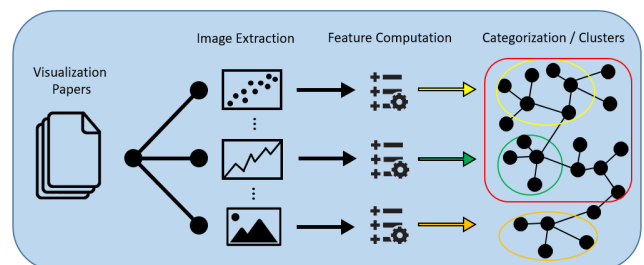 Image Extraction
Feature Computation
Categorization / Clusters
Visualization
Papers